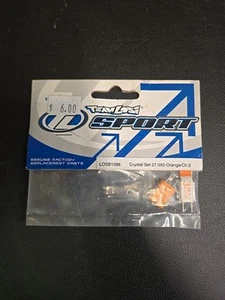 $ 6.00
TEAM LOSI
SPORT
GENUINE FACTORY
REPLACEMENT PARTS
LOSB1096
Crystal Set 27.095 Orange/Ch.3